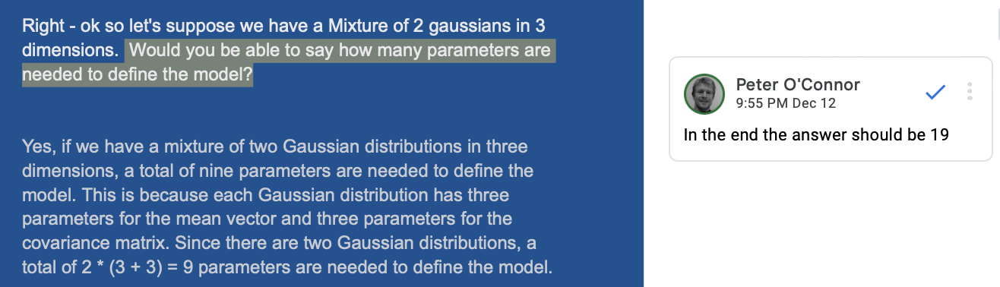 Right - ok so let's suppose we have a Mixture of 2 gaussians in 3
dimensions.  Would you be able to say how many parameters are
needed to define the model?
Yes, if we have a mixture of two Gaussian distributions in three
dimensions, a total of nine parameters are needed to define the
model. This is because each Gaussian distribution has three
parameters for the mean vector and three parameters for the
covariance matrix. Since there are two Gaussian distributions, a
total of 2 * (3 + 3) = 9 parameters are needed to define the model.
Peter O'Connor
9:55 PM Dec 12
In the end the answer should be 19